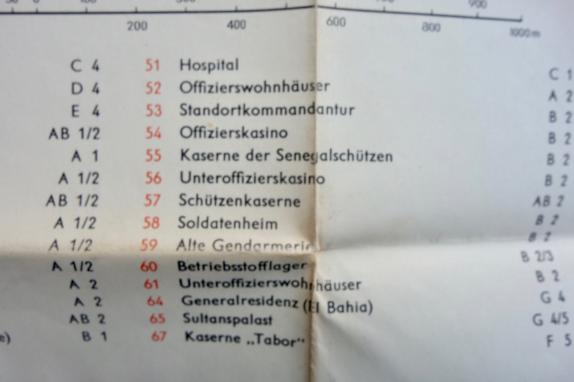 50 0 300 900
200 400 600 800 1000 m
C 4 51 Hospital C 1
D 4 52 Offizierswohnhäuser A 2
E 4 53 Standortkommandantur B 2
AB 1/2 54 Offizierskasino B 2
A 1 55 Kaserne der Senegalschützen B 2
A 1/2 56 Unteroffizierskasino B 2
AB 1/2 57 Schützenkaserne AB 2
A 1/2 58 Soldatenheim B 2
A 1/2 59 Alte Gendarmerie B 2
A 1/2 60 Betriebsstofflager B 2/3
A 2 61 Unteroffizierswohnhäuser B 2
A 2 64 Generalresidenz (El Bahia) G 4
AB 2 65 Sultanspalast G 4/5
e) B 1 67 Kaserne „Tabor" F 5